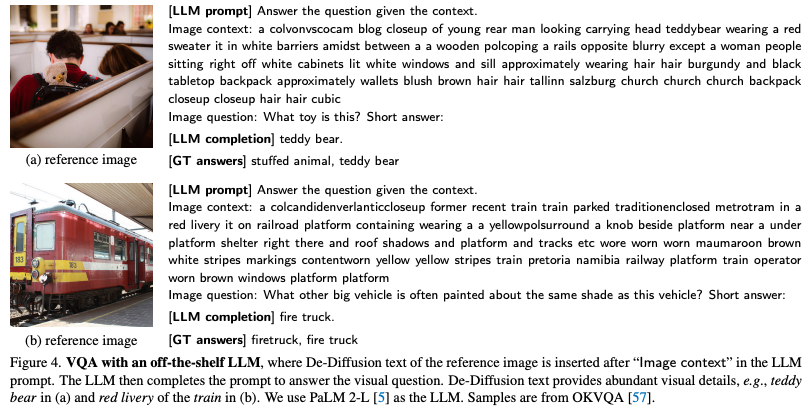 [LLM prompt] Answer the question given the context.
Image context: a colvonvscocam blog closeup of young rear man looking carrying head teddybear wearing a red
sweater it in white barriers amidst between a a wooden polcoping a rails opposite blurry except a woman people
sitting right off white cabinets lit white windows and sill approximately wearing hair hair burgundy and black
tabletop backpack approximately wallets blush brown hair hair tallinn salzburg church church church backpack
closeup closeup hair hair cubic
Image question: What toy is this? Short answer:
[LLM completion] teddy bear.
(a) reference image
[GT answers] stuffed animal, teddy bear
[LLM prompt] Answer the question given the context.
Image context: a colcandidenverlanticcloseup former recent train train parked traditionenclosed metrotram in a
red livery it on railroad platform containing wearing a a yellowpolsurround a knob beside platform near a under
platform shelter right there and roof shadows and platform and tracks etc wore worn worn maumaroon brown
white stripes markings contentworn yellow yellow stripes train pretoria namibia railway platform train operator
worn brown windows platform platform
Image question: What other big vehicle is often painted about the same shade as this vehicle? Short answer:
[LLM completion] fire truck.
183
183
(b) reference image
[GT answers] firetruck, fire truck
Figure 4. VQA with an off-the-shelf LLM, where De-Diffusion text of the reference image is inserted after “Image context” in the LLM
prompt. The LLM then completes the prompt to answer the visual question. De-Diffusion text provides abundant visual details, e.g., teddy
bear in (a) and red livery of the train in (b). We use PaLM 2-L [5] as the LLM. Samples are from OKVQA [57].